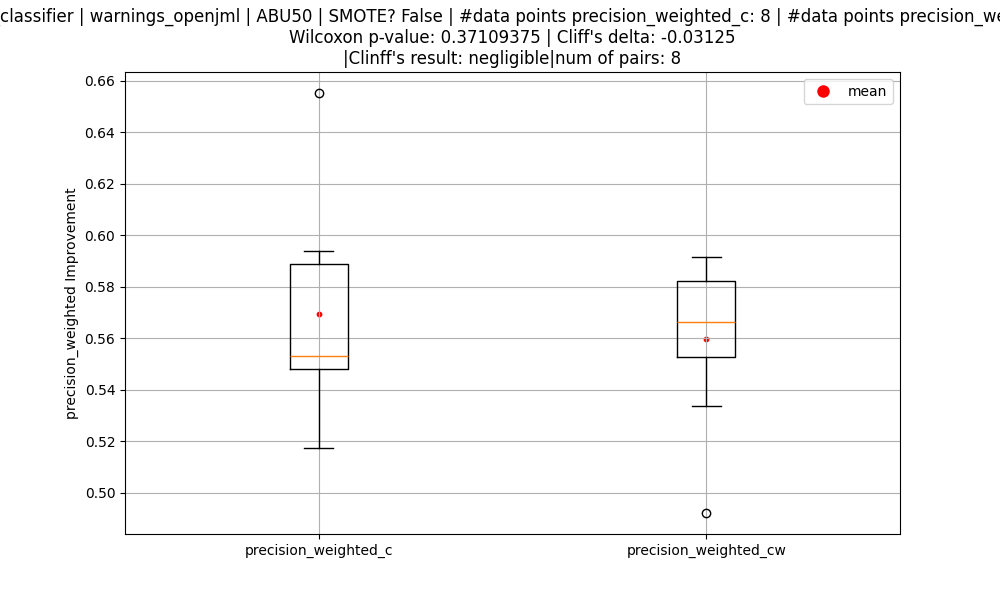 classifier | warnings_openjml | ABU50 | SMOTE? False | #data points precision_weighted_c: 8 | #data points
Wilcoxon p-value: 0.37109375 | Cliff's delta: -0.03125
|Clinff's result: negligible|num of pairs: 8
mean
0.66
0.64
0.62
0.60
0.58
0.56
0.54
0.52
0.50
precision_weighted Improvement
precision_weighted_c
precision_weighted_cw